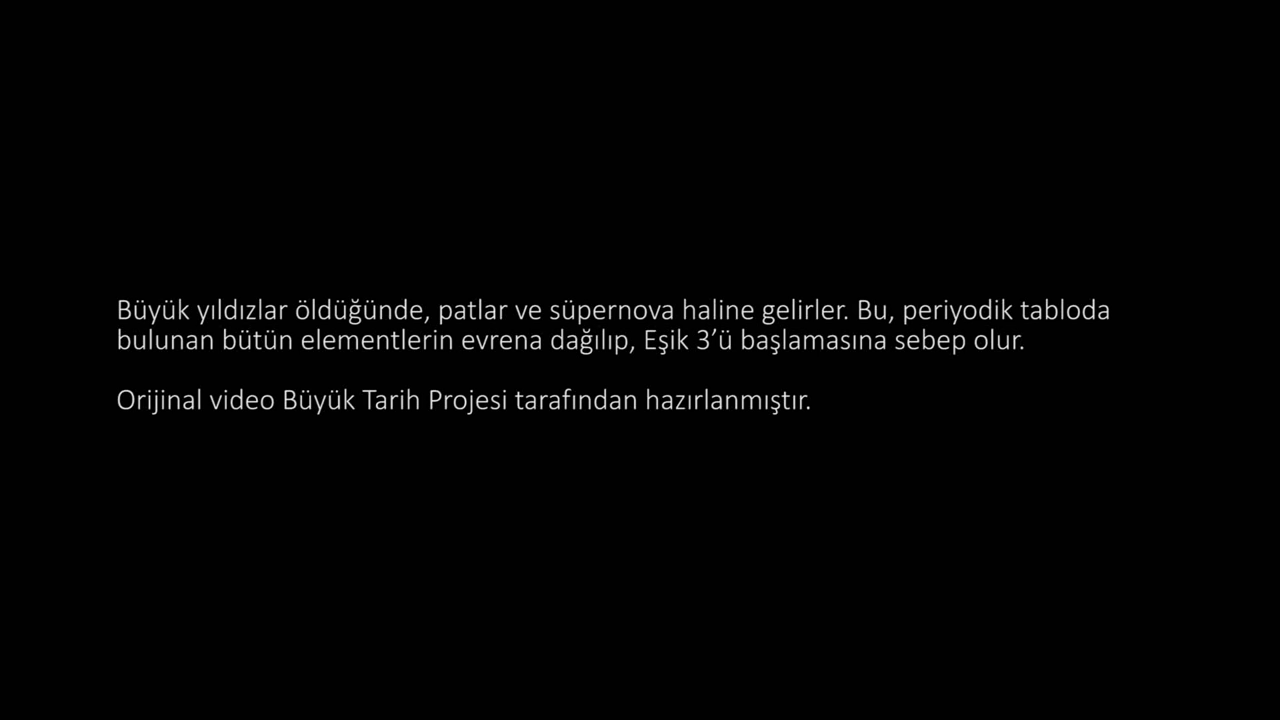 Büyük yıldızlar öldüğünde, patlar ve süpernova haline gelirler. Bu, periyodik tabloda
bulunan bütün elementlerin evrena dağılıp, Eşik 3’ü başlamasına sebep olur.
Orijinal video Büyük Tarih Projesi tarafından hazırlanmıştır.